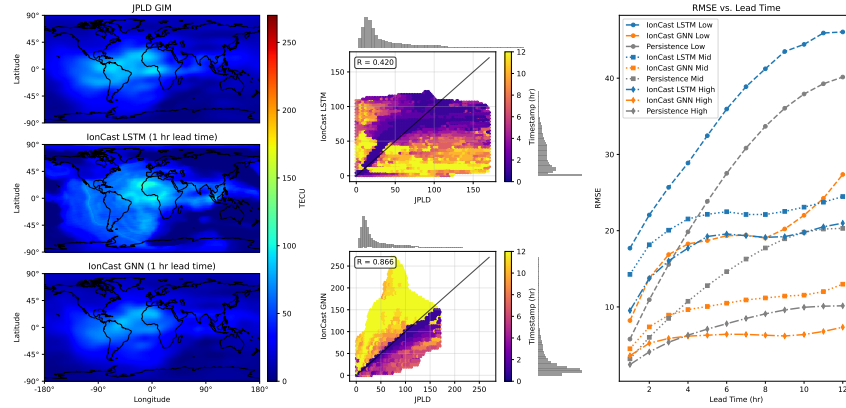 JPLD GIM
90°
45°
0°
-45°
-90°
Latitude
IonCast LSTM (1 hr lead time)
90°
45°
0°
-45°
-90°
Latitude
IonCast GNN (1 hr lead time)
90°
45°
0°
-45°
-90°
Latitude
-180°
-90°
0°
90°
180°
Longitude
250
200
150
100
50
0
TECU
R = 0.420
150
100
50
0
IonCast LSTM
0
50
100
150
JPLD
12
10
8
6
4
2
0
Timestamp (hr)
R = 0.866
250
200
150
100
50
0
IonCast GNN
0
50
100
150
200
250
JPLD
12
10
8
6
4
2
0
Timestamp (hr)
RMSE vs. Lead Time
IonCast LSTM Low
IonCast GNN Low
Persistence Low
IonCast LSTM Mid
IonCast GNN Mid
Persistence Mid
IonCast LSTM High
IonCast GNN High
Persistence High
40
30
20
10
RMSE
2
4
6
8
10
12
Lead Time (hr)